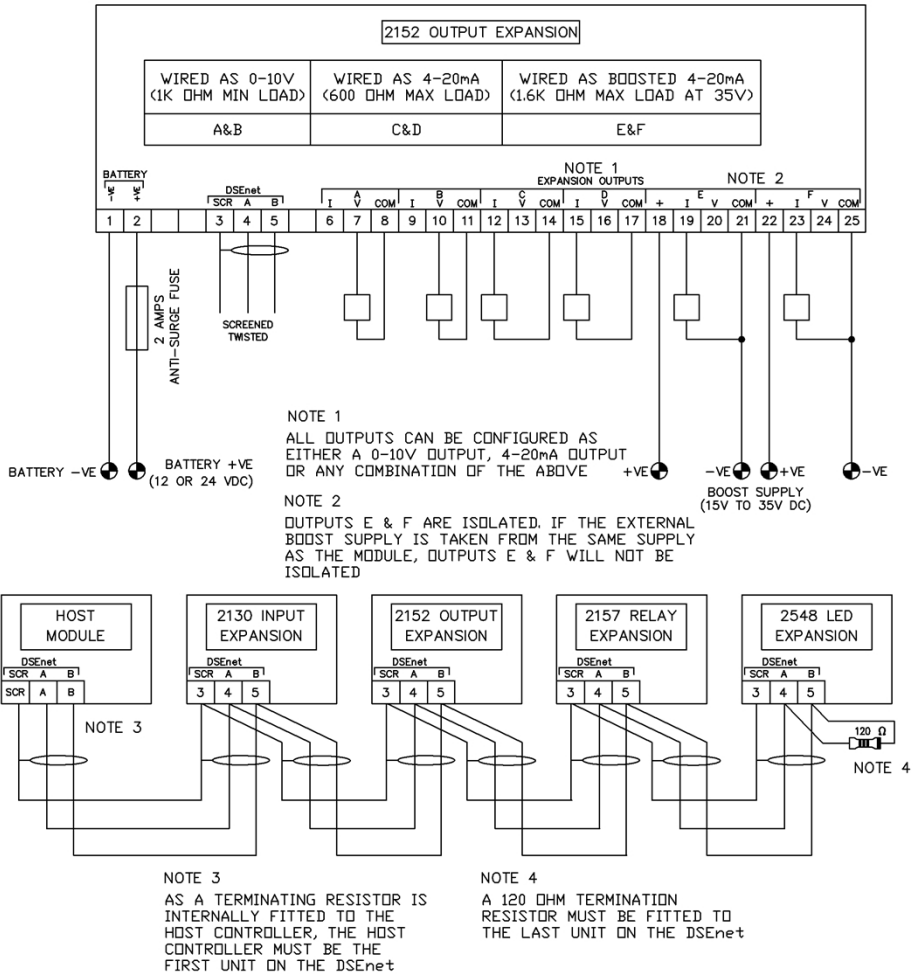 2152 OUTPUT EXPANSION
WIRED AS 0-10V
(1K OHM MIN LOAD)
WIRED AS 4-20mA
(600 OHM MAX LOAD)
WIRED AS BOOSTED 4-20mA
(1.6K OHM MAX LOAD AT 35V)
A&B
C&D
E&F
NOTE 1
EXPANSION OUTPUTS
NOTE 2
BATTERY
-VE
+VE
DSEnet
SCR A B
A
I V COM
B
I V COM
C
I V COM
D
I V COM
E
+ I V COM
F
+ I V COM
1 2 3 4 5 6 7 8 9 10 11 12 13 14 15 16 17 18 19 20 21 22 23 24 25
2 AMPS
ANTI-SURGE FUSE
SCREENED
TWISTED
BATTERY -VE
BATTERY +VE
(12 OR 24 VDC)
NOTE 1
ALL OUTPUTS CAN BE CONFIGURED AS
EITHER A 0-10V OUTPUT, 4-20mA OUTPUT
OR ANY COMBINATION OF THE ABOVE
+VE
-VE
+VE
-VE
BOOST SUPPLY
(15V TO 35V DC)
NOTE 2
OUTPUTS E & F ARE ISOLATED. IF THE EXTERNAL
BOOST SUPPLY IS TAKEN FROM THE SAME SUPPLY
AS THE MODULE, OUTPUTS E & F WILL NOT BE
ISOLATED
HOST
MODULE
DSEnet
SCR A B
SCR A B
NOTE 3
2130 INPUT
EXPANSION
DSEnet
SCR A B
3 4 5
2152 OUTPUT
EXPANSION
DSEnet
SCR A B
3 4 5
2157 RELAY
EXPANSION
DSEnet
SCR A B
3 4 5
2548 LED
EXPANSION
DSEnet
SCR A B
3 4 5
120 Ω
NOTE 4
NOTE 3
AS A TERMINATING RESISTOR IS
INTERNALLY FITTED TO THE
HOST CONTROLLER, THE HOST
CONTROLLER MUST BE THE
FIRST UNIT ON THE DSEnet
NOTE 4
A 120 OHM TERMINATION
RESISTOR MUST BE FITTED TO
THE LAST UNIT ON THE DSEnet